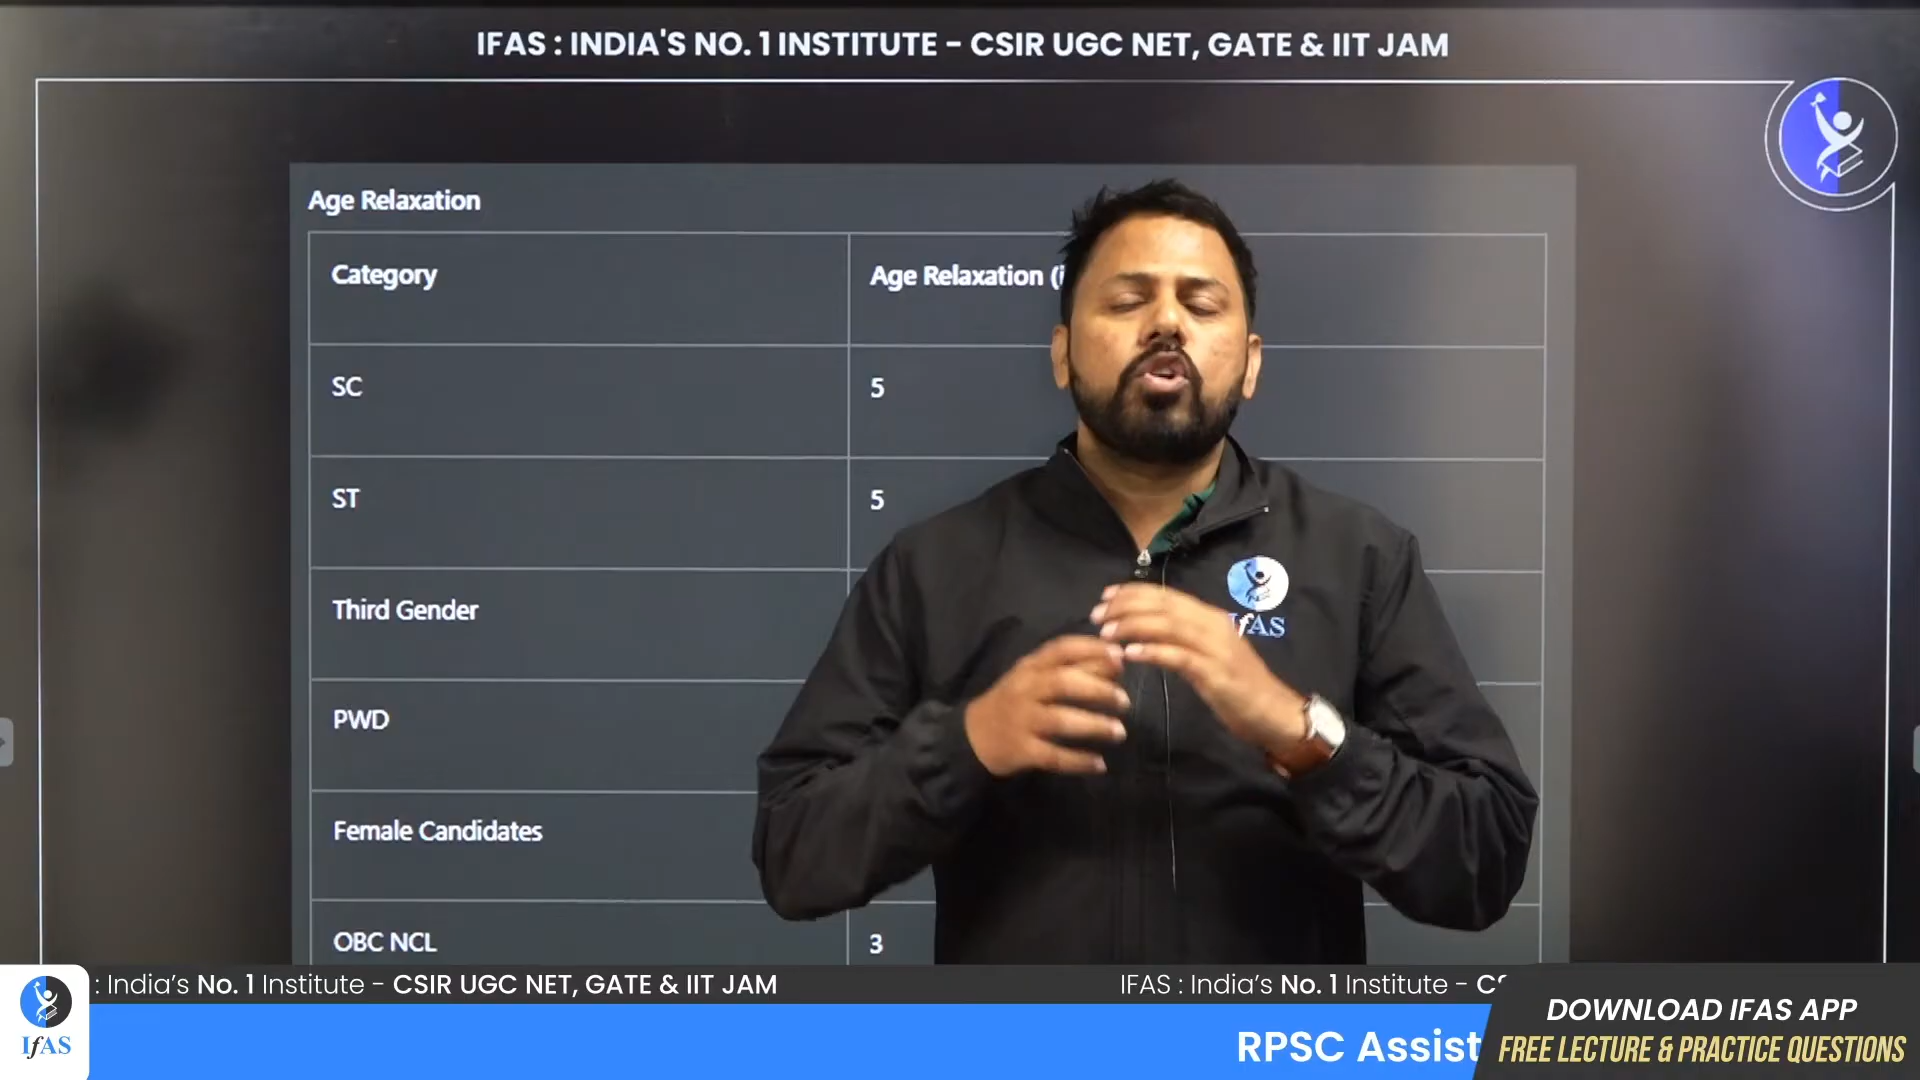 IFAS : INDIA'S NO. 1 INSTITUTE - CSIR UGC NET, GATE & IIT JAM
Age Relaxation
Category
Age Relaxation (i
SC
5
ST
5
Third Gender
PWD
Female Candidates
OBC NCL
3
IfAS
: India's No. 1 Institute - CSIR UGC NET, GATE & IIT JAM
IFAS : India's No. 1 Institute - CS
IfAS
RPSC Assist
DOWNLOAD IFAS APP
FREE LECTURE & PRACTICE QUESTIONS